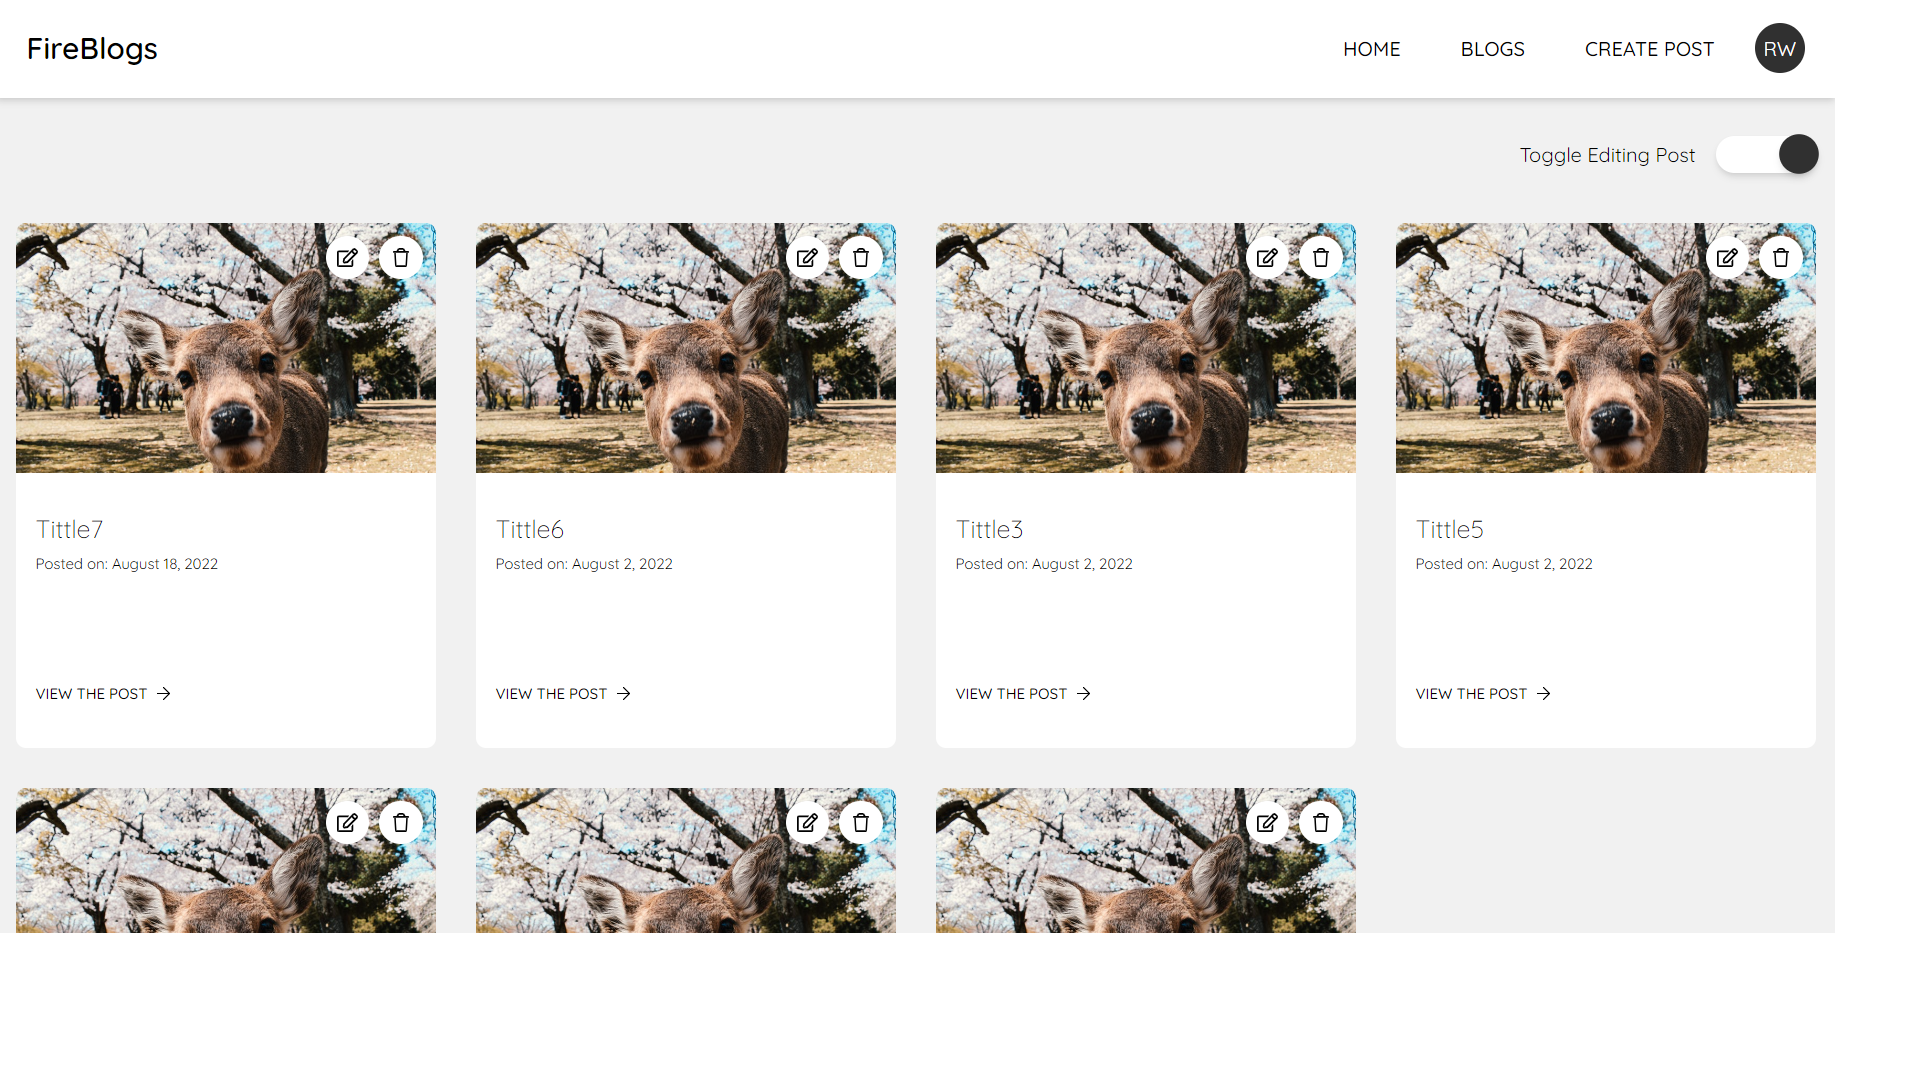 FireBlogs
HOME
BLOGS
CREATE POST
RW
Toggle Editing Post
Tittle7
Posted on: August 18, 2022
VIEW THE POST
Tittle6
Posted on: August 2, 2022
VIEW THE POST
Tittle3
Posted on: August 2, 2022
VIEW THE POST
Tittle5
Posted on: August 2, 2022
VIEW THE POST